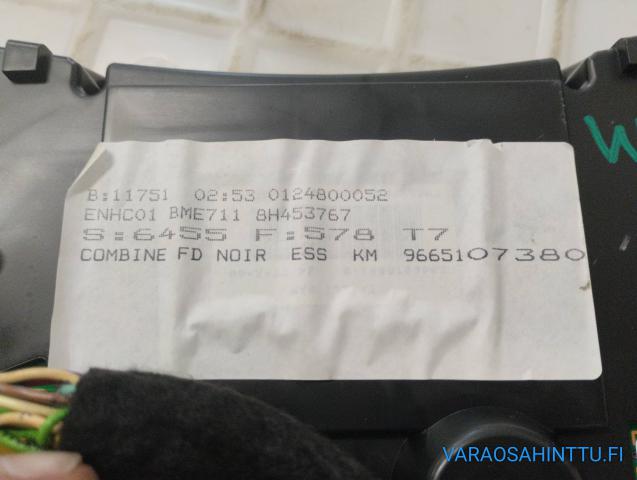 B:11751 02:53 0124800052
ENHC01 BME711 8H453767
S:6455 F:578 T7
COMBINE FD NOIR ESS KM 9665107380
W
VARAOSAHINTTU.FI